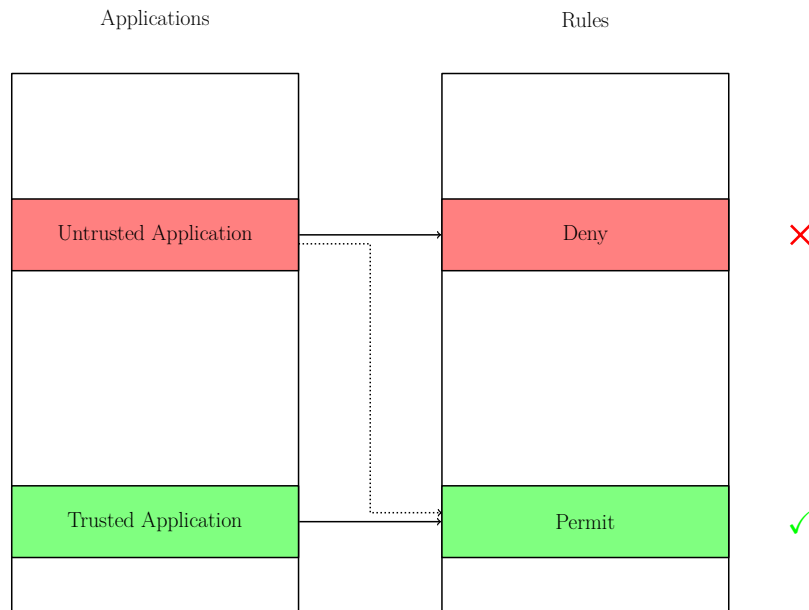 Applications
Rules
Untrusted Application
Deny
Trusted Application
Permit